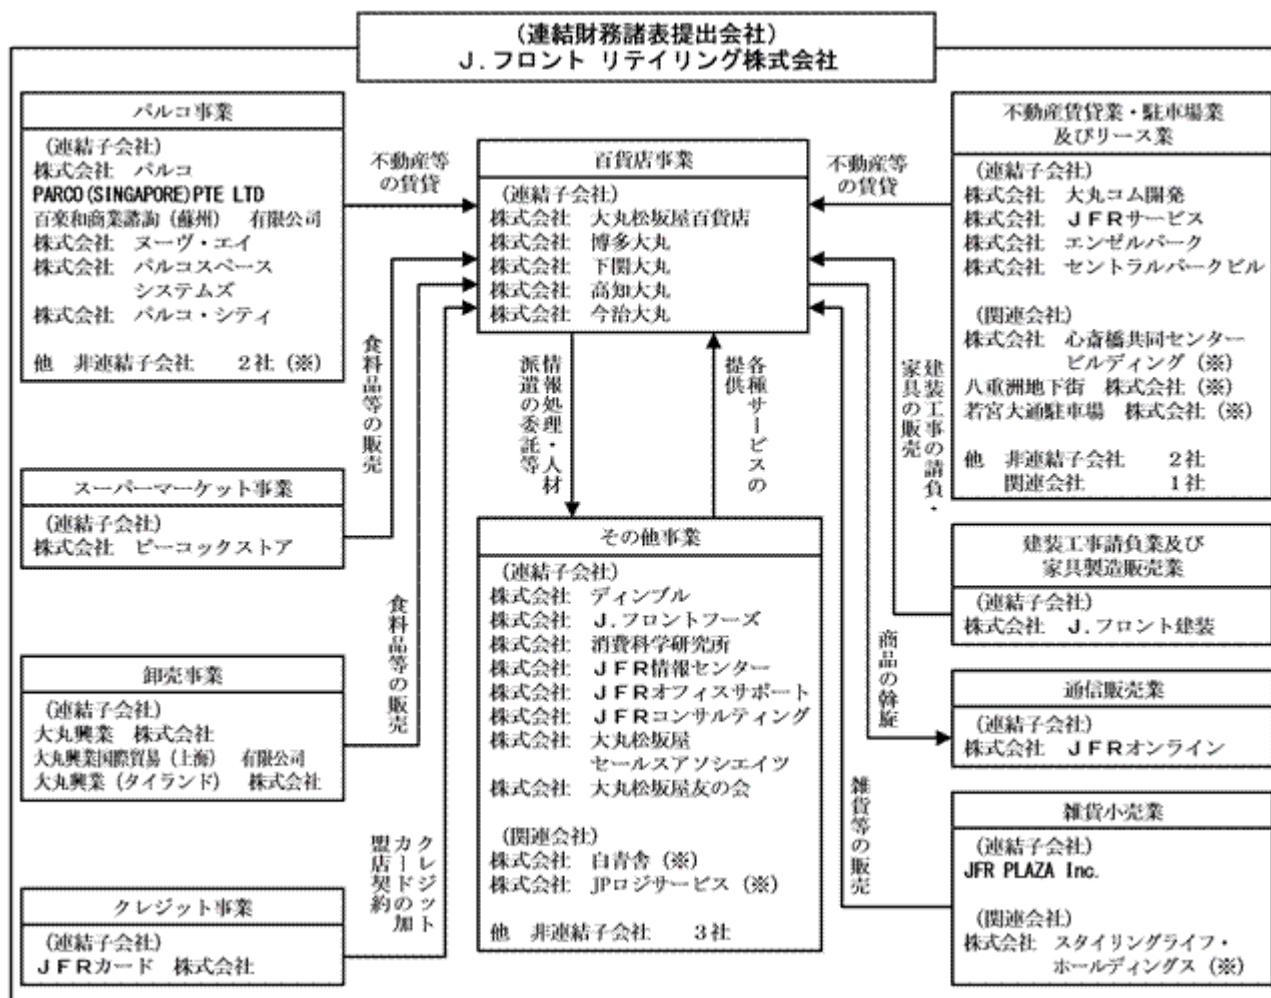 (連結財務諸表提出会社)
J.フロント リテイリング株式会社
パルコ事業
(連結子会社)
株式会社 パルコ
PARCO(SINGAPORE)PTE LTD
百楽和商業諮詢(蘇州) 有限公司
株式会社 ヌーヴ・エイ
株式会社 パルコスペース
システムズ
株式会社 パルコ・シティ
他 非連結子会社 2社(※)
スーパーマーケット事業
(連結子会社)
株式会社 ピーコックストア
卸売事業
(連結子会社)
大丸興業 株式会社
大丸興業国際貿易(上海) 有限公司
大丸興業(タイランド) 株式会社
クレジット事業
(連結子会社)
JFRカード 株式会社
不動産等
の賃貸
食料品等の販売
食料品等の販売
クレジット
カードの加
盟店契約
百貨店事業
(連結子会社)
株式会社 大丸松坂屋百貨店
株式会社 博多大丸
株式会社 下関大丸
株式会社 高知大丸
株式会社 今治大丸
情報処理・人材
派遣の委託等
各種サービスの
提供
その他事業
(連結子会社)
株式会社 ディンブル
株式会社 J.フロントフーズ
株式会社 消費科学研究所
株式会社 JFR情報センター
株式会社 JFRオフィスサポート
株式会社 JFRコンサルティング
株式会社 大丸松坂屋
セールスアソシエイツ
株式会社 大丸松坂屋友の会
(関連会社)
株式会社 白青舎(※)
株式会社 JPロジサービス(※)
他 非連結子会社 3社
不動産等
の賃貸
建装工事の請負・
家具の販売
商品の斡旋
雑貨等の販売
不動産賃貸業・駐車場業
及びリース業
(連結子会社)
株式会社 大丸コム開発
株式会社 JFRサービス
株式会社 エンゼルパーク
株式会社 セントラルパークビル
(関連会社)
株式会社 心斎橋共同センター
ビルディング(※)
八重洲地下街 株式会社(※)
若宮大通駐車場 株式会社(※)
他 非連結子会社 2社
関連会社 1社
建装工事請負業及び
家具製造販売業
(連結子会社)
株式会社 J.フロント建装
通信販売業
(連結子会社)
株式会社 JFRオンライン
雑貨小売業
(連結子会社)
JFR PLAZA Inc.
(関連会社)
株式会社 スタイリングライフ・
ホールディングス(※)